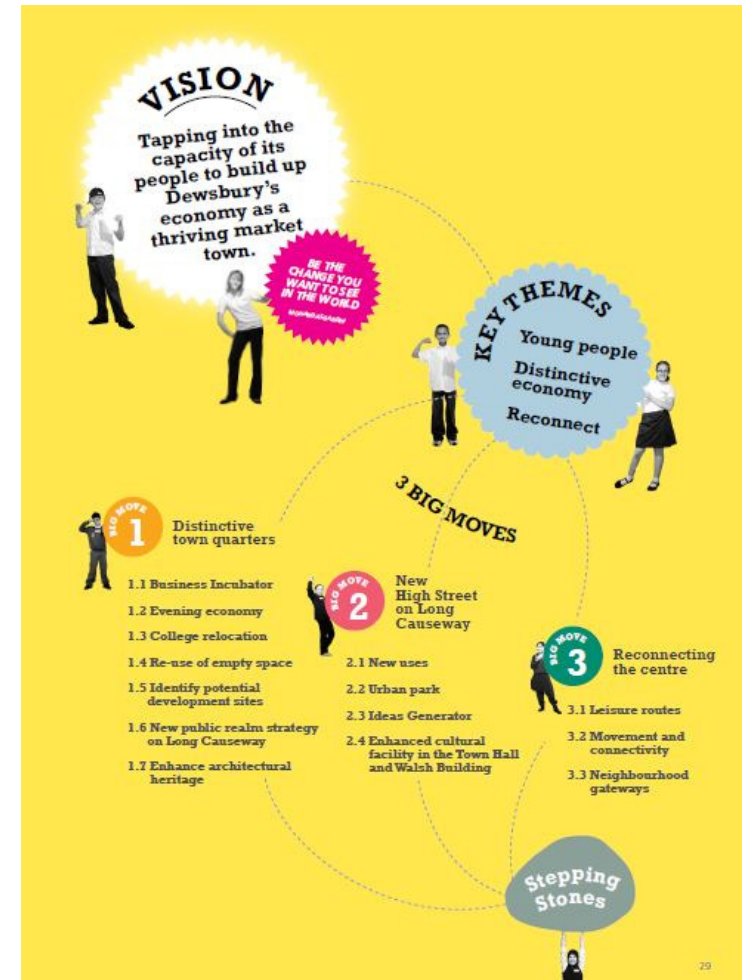 VISION
Tapping into the
capacity of its
people to build up
Dewsbury's
economy as a
thriving market
town.
BE THE
CHANGE YOU
WANT TO SEE
IN THE WORLD
KEY THEMES
Young people
Distinctive
economy
Reconnect
3 BIG MOVES
BIG MOVE
1
Distinctive
town quarters
1.1 Business Incubator
1.2 Evening economy
1.3 College relocation
1.4 Re-use of empty space
1.5 Identify potential
development sites
1.6 New public realm strategy
on Long Causeway
1.7 Enhance architectural
heritage
BIG MOVE
2
New
High Street
on Long
Causeway
2.1 New uses
2.2 Urban park
2.3 Ideas Generator
2.4 Enhanced cultural
facility in the Town Hall
and Walsh Building
BIG MOVE
3
Reconnecting
the centre
3.1 Leisure routes
3.2 Movement and
connectivity
3.3 Neighbourhood
gateways
Stepping
Stones
29